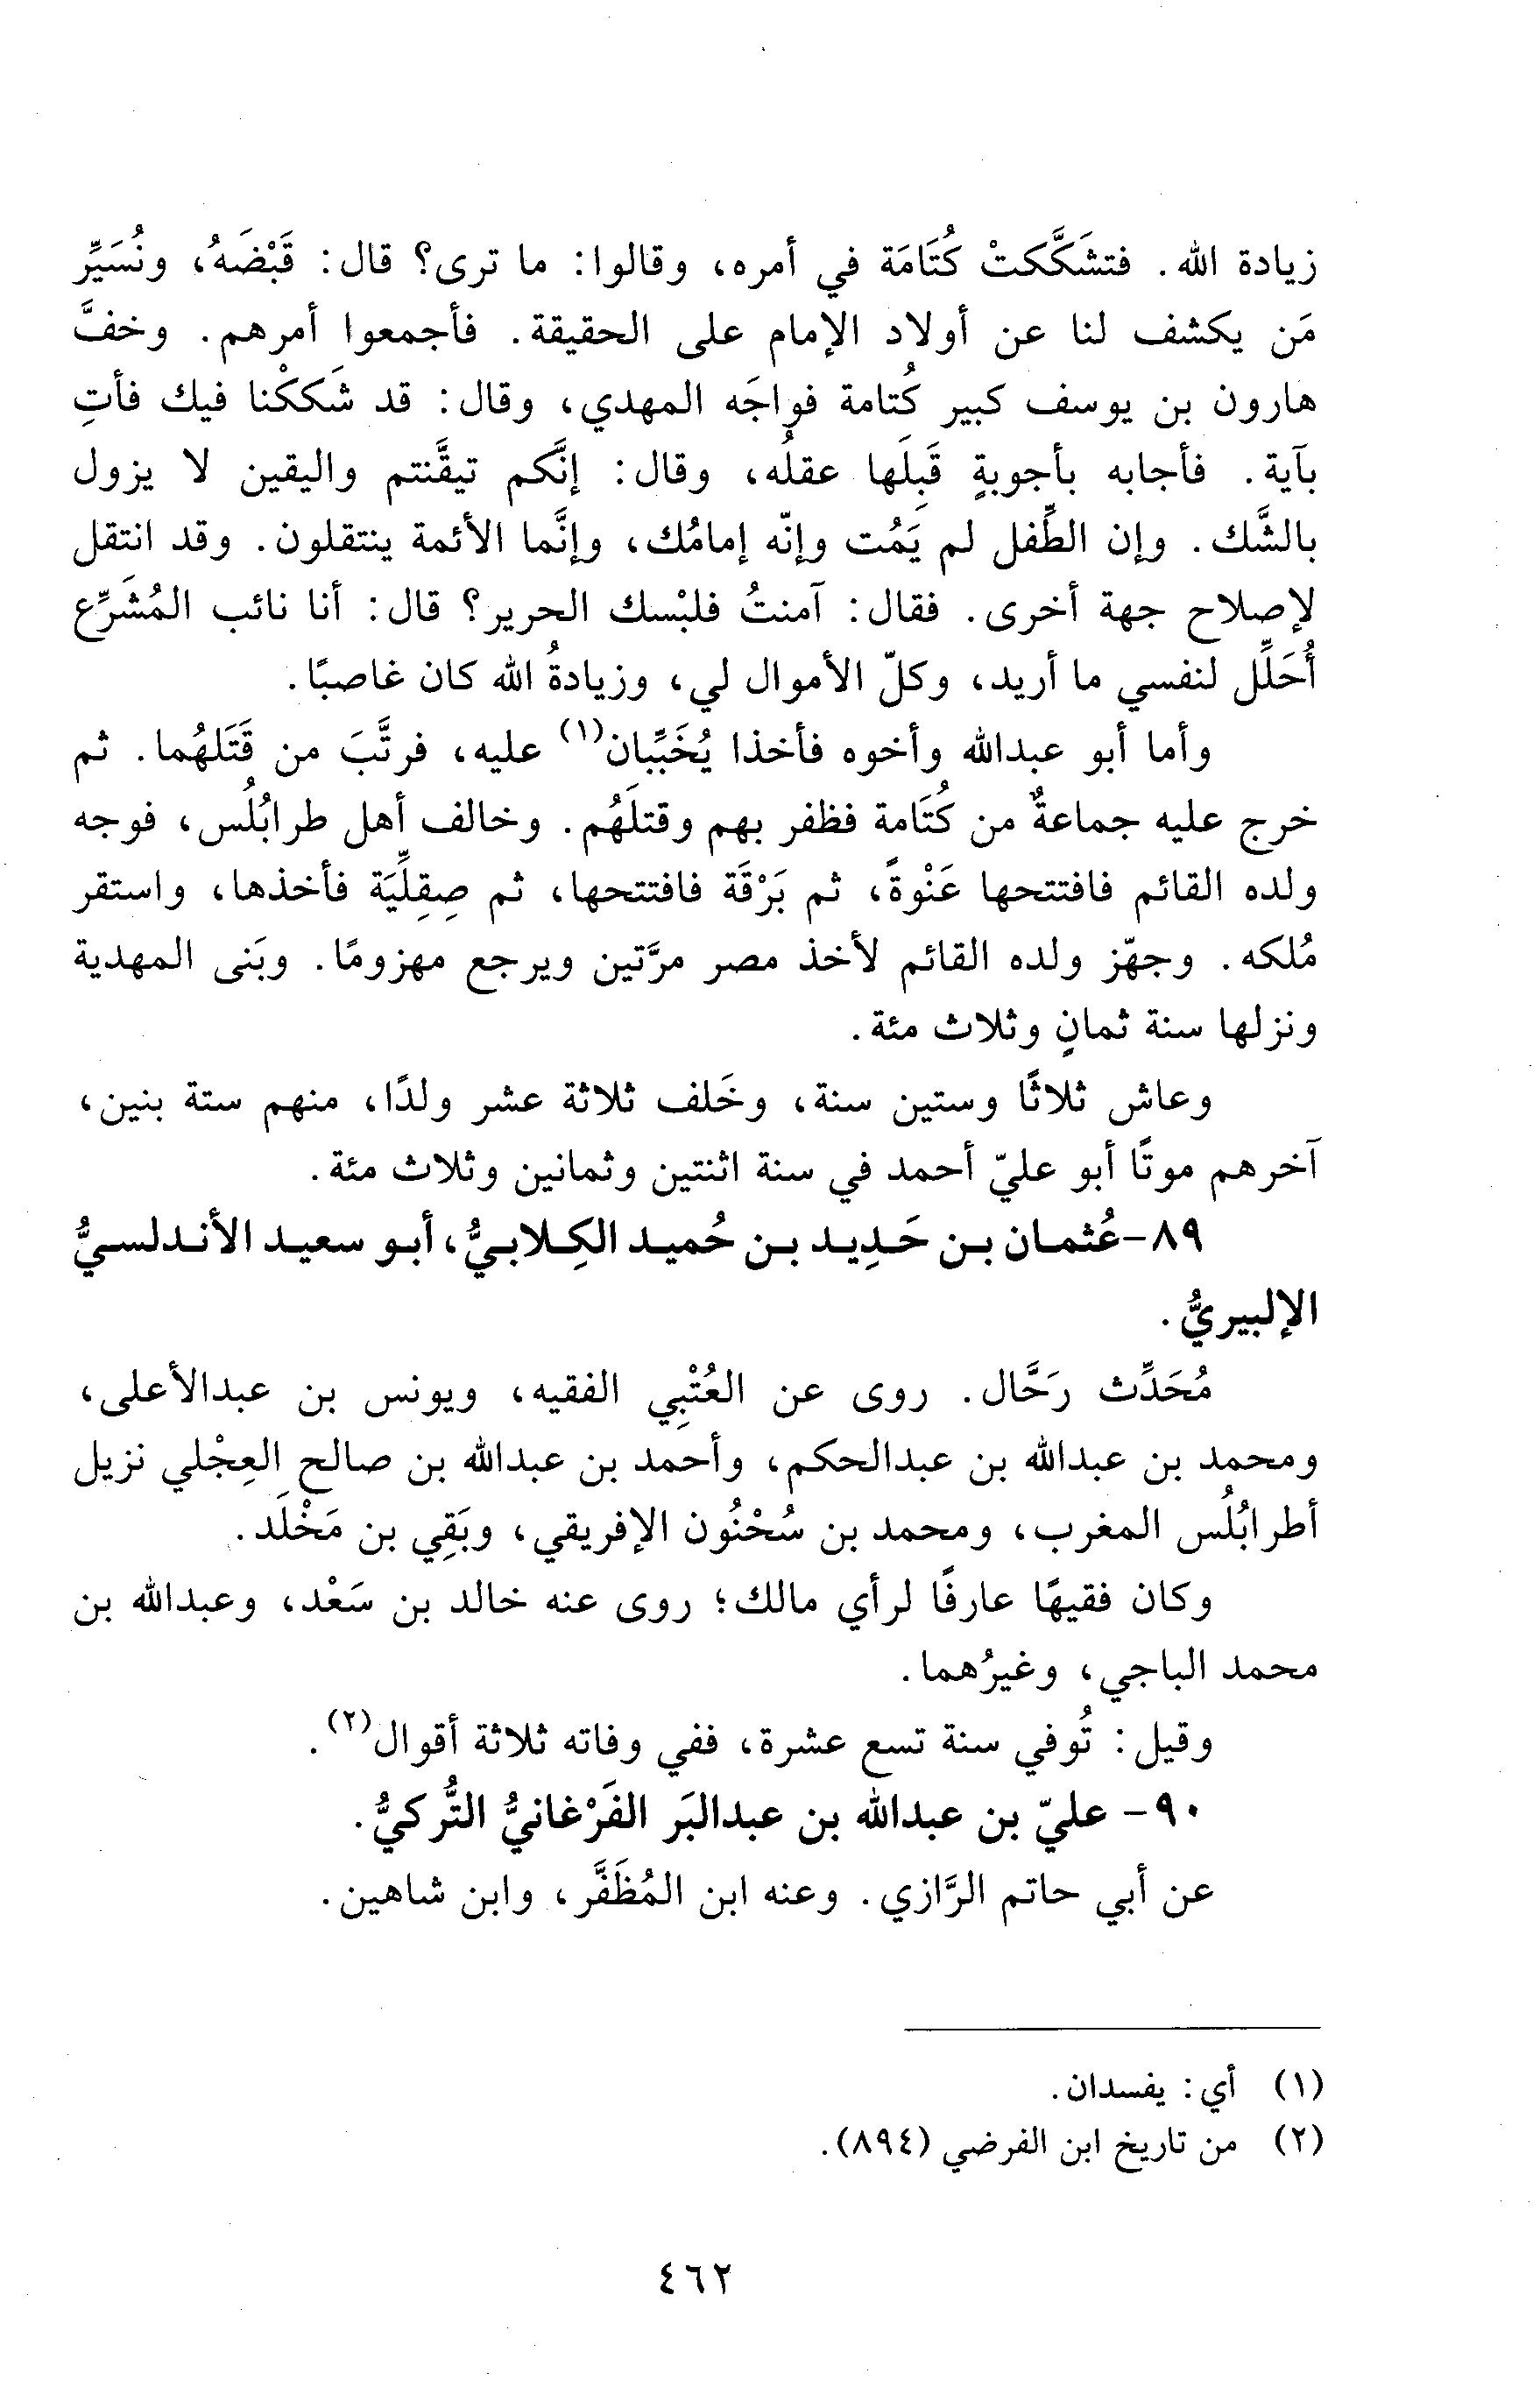 زيادة الله. فتشَكَّكتْ كُتَامَة في أمره، وقالوا: ما ترى؟ قال: قَبْضَهُ، ونُسَيِّر
مَن يكشف لنا عن أولاد الإمام على الحقيقة. فأجمعوا أمرهم. وخفَّ
هارون بن يوسف كبير كُتامة فواجَه المهدي، وقال: قد شَككْنا فيك فأتِ
بآية. فأجابه بأجوبةٍ قَبِلَها عقلُه، وقال: إنَّكم تيقَّنتم واليقين لا يزول
بالشَّك. وإن الطِّفل لم يَمُت وإنّه إمامُك، وإنَّما الأئمة ينتقلون. وقد انتقل
لإصلاح جهة أخرى. فقال: آمنتُ فلبْسك الحرير؟ قال: أنا نائب المُشَرِّع
أُحَلِّل لنفسي ما أريد، وكلّ الأموال لي، وزيادةُ الله كان غاصبًا.
وأما أبو عبدالله وأخوه فأخذا يُخَبِّبان(١) عليه، فرتَّبَ من قَتَلهُما. ثم
خرج عليه جماعةٌ من كُتَامة فظفر بهم وقتلَهُم. وخالف أهل طرابُلُس، فوجه
ولده القائم فافتتحها عَنْوةً، ثم بَرْقَة فافتتحها، ثم صِقِلِّيَة فأخذها، واستقر
مُلكه. وجهّز ولده القائم لأخذ مصر مرَّتين ويرجع مهزومًا. وبَنى المهدية
ونزلها سنة ثمانٍ وثلاث مئة.
وعاش ثلاثًا وستين سنة، وخَلف ثلاثة عشر ولدًا، منهم ستة بنين،
آخرهم موتًا أبو عليّ أحمد في سنة اثنتين وثمانين وثلاث مئة.
٨٩- عُثمان بن حَدِيد بن حُميد الكِلابيُّ، أبو سعيد الأندلسيُّ
الإلبيريُّ.
مُحَدِّث رَحَّال. روى عن العُتْبِي الفقيه، ويونس بن عبدالأعلى،
ومحمد بن عبدالله بن عبدالحكم، وأحمد بن عبدالله بن صالح العِجْلي نزيل
أطرابُلُس المغرب، ومحمد بن سُحْنُون الإفريقي، وبَقِي بن مَخْلَد.
وكان فقيهًا عارفًا لرأي مالك؛ روى عنه خالد بن سَعْد، وعبدالله بن
محمد الباجي، وغيرُهما.
وقيل: تُوفي سنة تسع عشرة، ففي وفاته ثلاثة أقوال(٢).
٩٠- عليّ بن عبدالله بن عبدالبَر الفَرْغانيُّ التُّركيُّ.
عن أبي حاتم الرَّازي. وعنه ابن المُظَفَّر، وابن شاهين.
(١) أي: يفسدان.
(٢) من تاريخ ابن الفرضي (٨٩٤).
٤٦٢